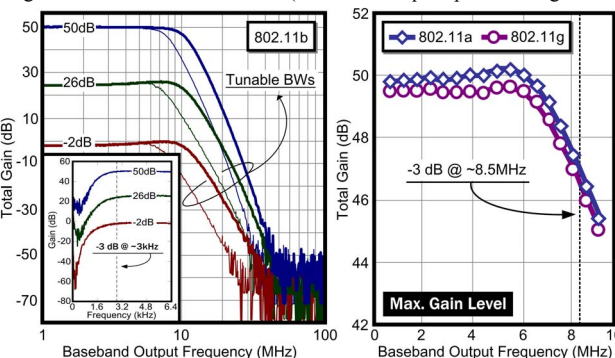 50
30
10
-10
-30
-50
-70
Total Gain (dB)
50dB
26dB
-2dB
802.11b
Tunable BWs
60
40
20
0
-20
-40
-60
-80
Gain (dB)
50dB
26dB
-2dB
-3 dB @ ~3kHz
0 1.6 3.2 4.8 6.4
Frequency (kHz)
1 10 100
Baseband Output Frequency (MHz)
52
50
48
46
44
42
Total Gain (dB)
802.11a 802.11g
-3 dB @ ~8.5MHz
Max. Gain Level
0 2 4 6 8 10
Baseband Output Frequency (MHz)